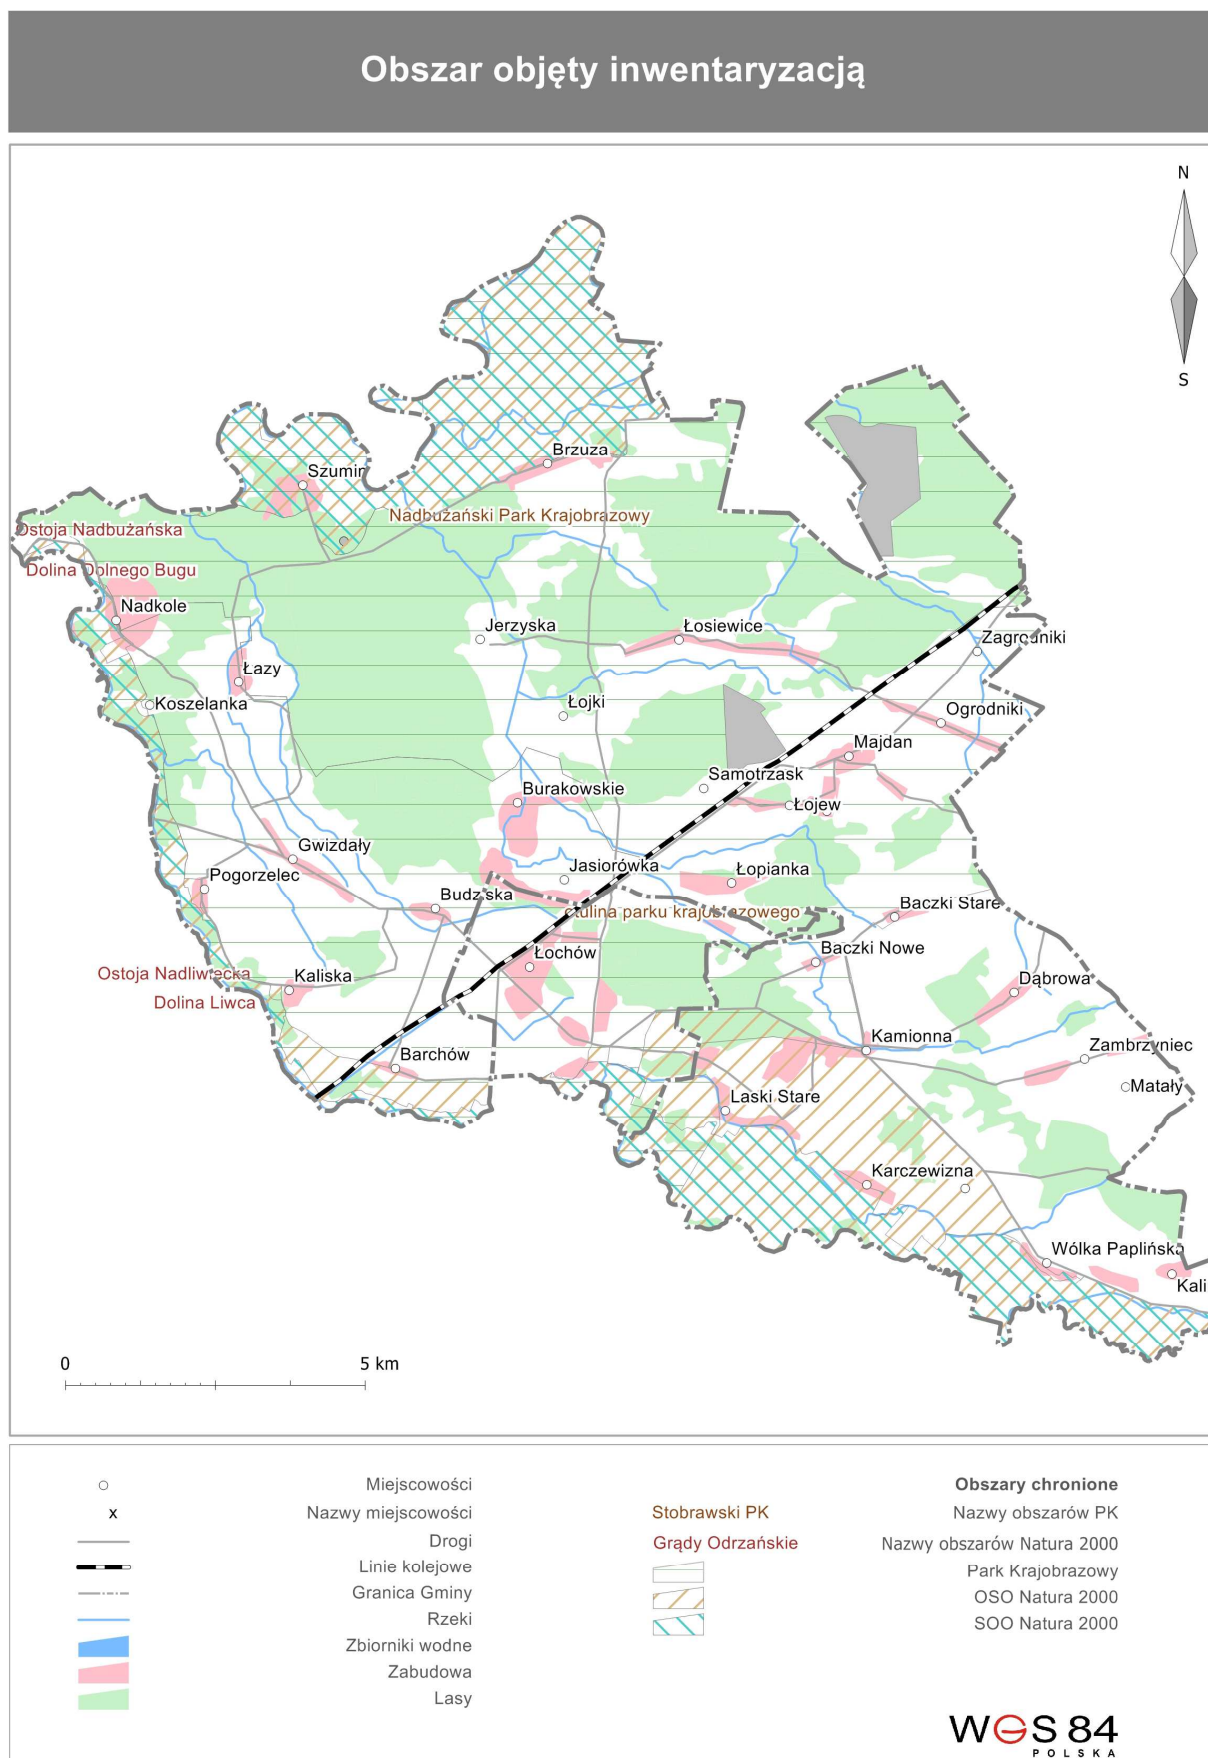 Obszar objęty inwentaryzacją
N
S
Brzuza
Szumin
Nadbużański Park Krajobrazowy
Ostoja Nadbużańska
Dolina Dolnego Bugu
Nadkole
Jerzyska
Łosiewice
Zagrodniki
Łazy
Koszelanka
Łojki
Ogrodniki
Majdan
Samotrzask
Burakowskie
Łojew
Gwizdały
Jasiorówka
Łopianka
Pogorzelec
Budziska
Baczki Stare
otulina parku krajobrazowego
Baczki Nowe
Łochów
Ostoja Nadliwiecka
Kaliska
Dąbrowa
Dolina Liwca
Kamionna
Zambrzyniec
Barchów
Matały
Laski Stare
Karczewizna
Wólka Paplińska
Kali
0 5 km
Miejscowości
x Nazwy miejscowości
Drogi
Linie kolejowe
Granica Gminy
Rzeki
Zbiorniki wodne
Zabudowa
Lasy
Obszary chronione
Stobrawski PK Nazwy obszarów PK
Grądy Odrzańskie Nazwy obszarów Natura 2000
Park Krajobrazowy
OSO Natura 2000
SOO Natura 2000
WGS 84
POLSKA